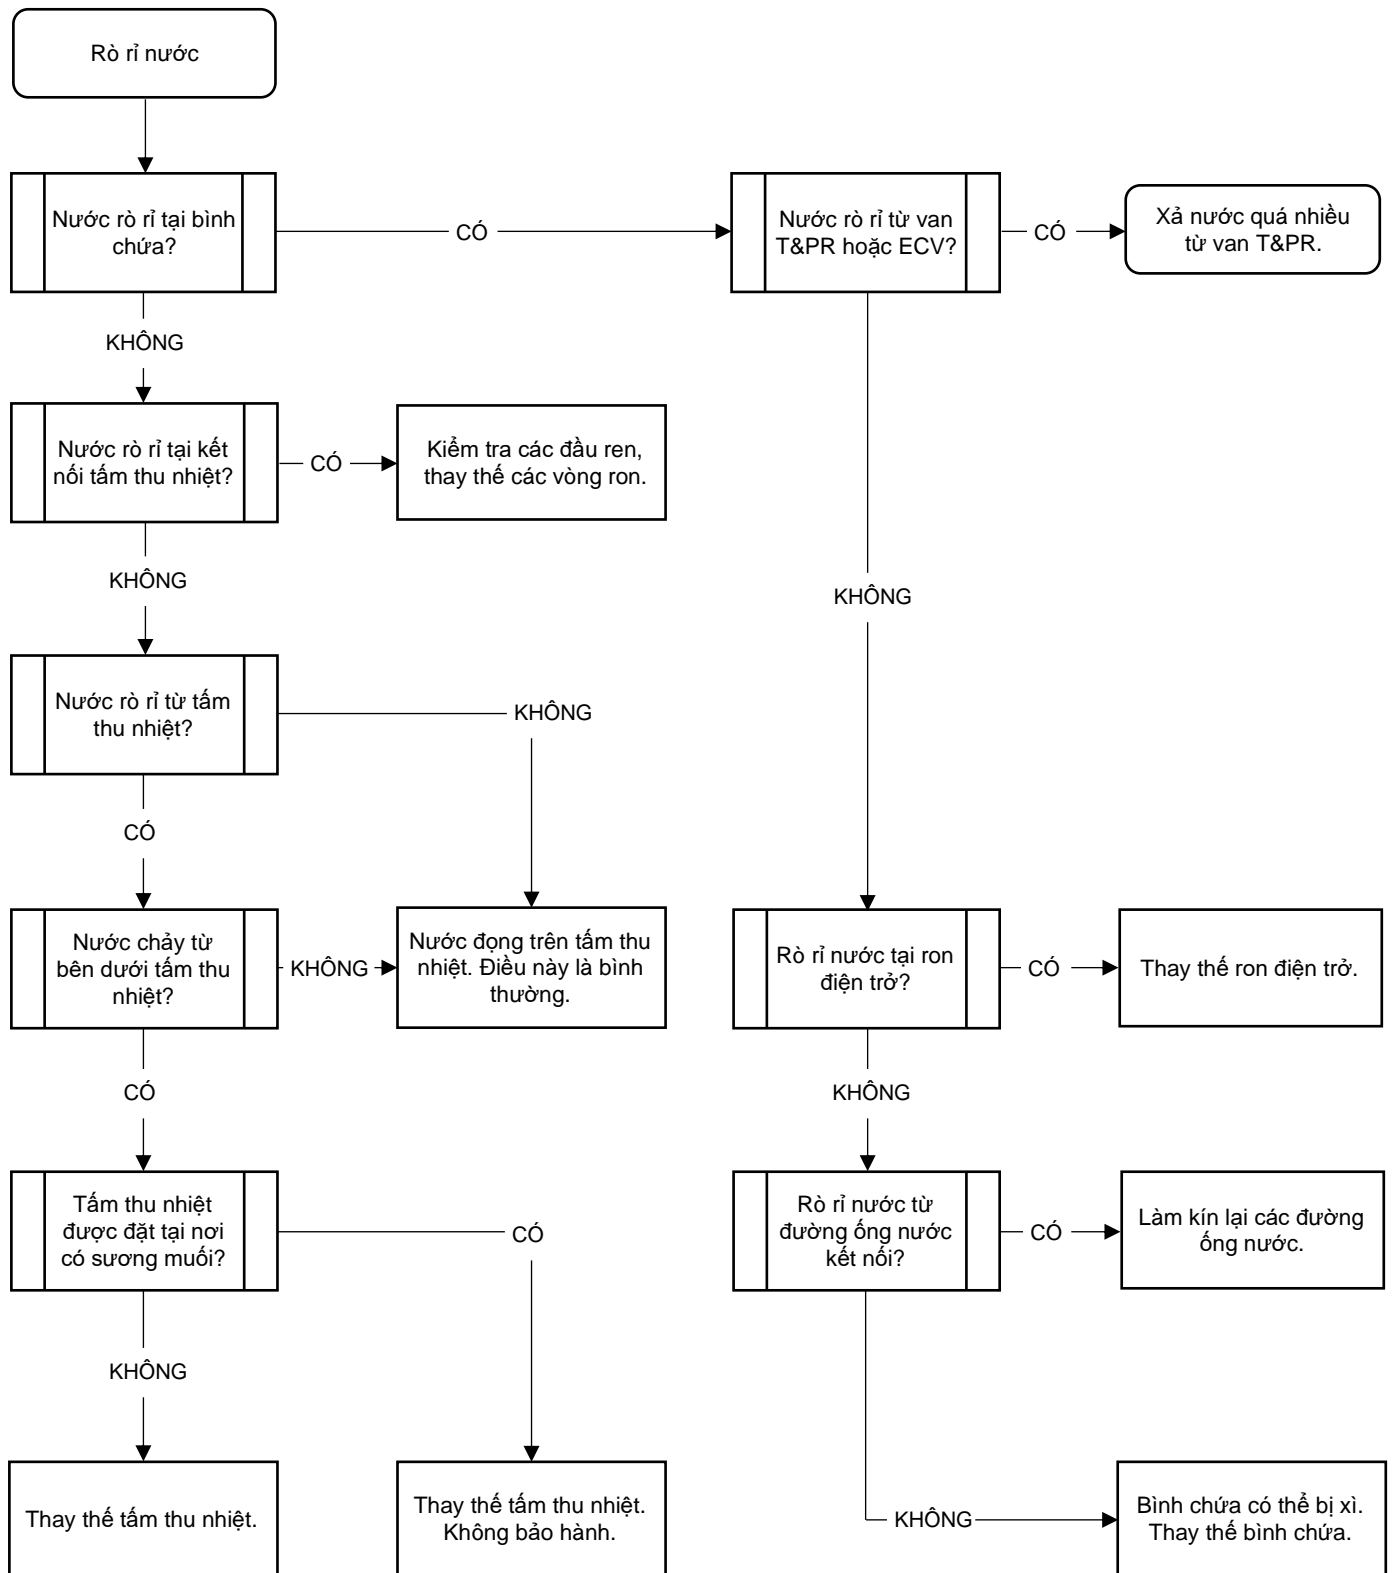 Rò rỉ nước
Nước rò rỉ tại bình
chứa?
CÓ
Nước rò rỉ từ van
T&PR hoặc ECV?
CÓ
Xả nước quá nhiều
từ van T&PR.
KHÔNG
Nước rò rỉ tại kết
nối tấm thu nhiệt?
CÓ
Kiểm tra các đầu ren,
thay thế các vòng ron.
KHÔNG
KHÔNG
Nước rò rỉ từ tấm
thu nhiệt?
KHÔNG
CÓ
Nước chảy từ
bên dưới tấm thu
nhiệt?
KHÔNG
Nước đọng trên tấm thu
nhiệt. Điều này là bình
thường.
Rò rỉ nước tại ron
điện trở?
CÓ
Thay thế ron điện trở.
CÓ
KHÔNG
Tấm thu nhiệt
được đặt tại nơi
có sương muối?
CÓ
Rò rỉ nước từ
đường ống nước
kết nối?
CÓ
Làm kín lại các đường
ống nước.
KHÔNG
Thay thế tấm thu nhiệt.
Thay thế tấm thu nhiệt.
Không bảo hành.
KHÔNG
Bình chứa có thể bị xì.
Thay thế bình chứa.